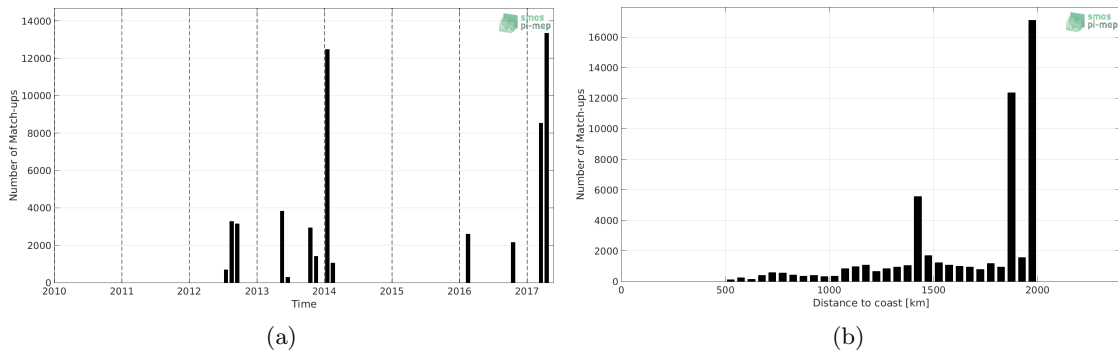 smos
pi-mep
Number of Match-ups
14000
12000
10000
8000
6000
4000
2000
0
2010 2011 2012 2013 2014 2015 2016 2017
Time
(a)
smos
pi-mep
Number of Match-ups
16000
14000
12000
10000
8000
6000
4000
2000
0
0 500 1000 1500 2000
Distance to coast [km]
(b)